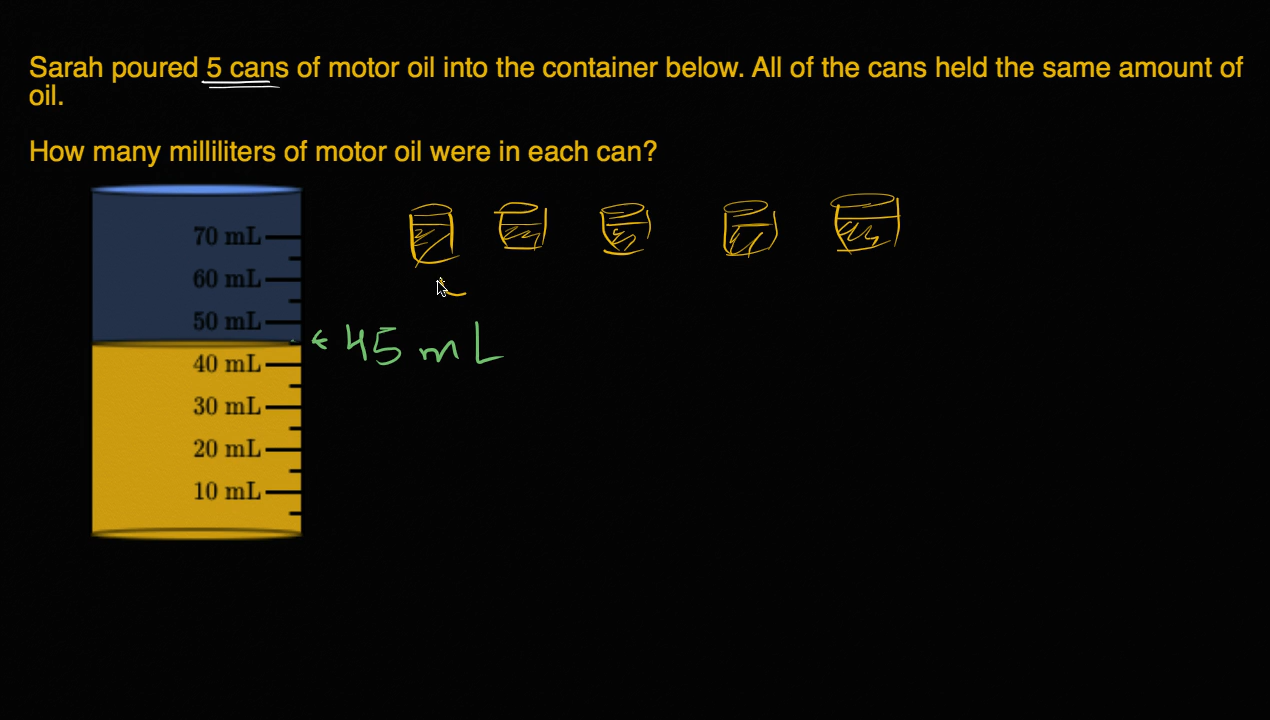 Sarah poured 5 cans of motor oil into the container below. All of the cans held the same amount of
oil.
How many milliliters of motor oil were in each can?
70 mL
60 mL
50 mL
45 mL
40 mL
30 mL
20 mL
10 mL